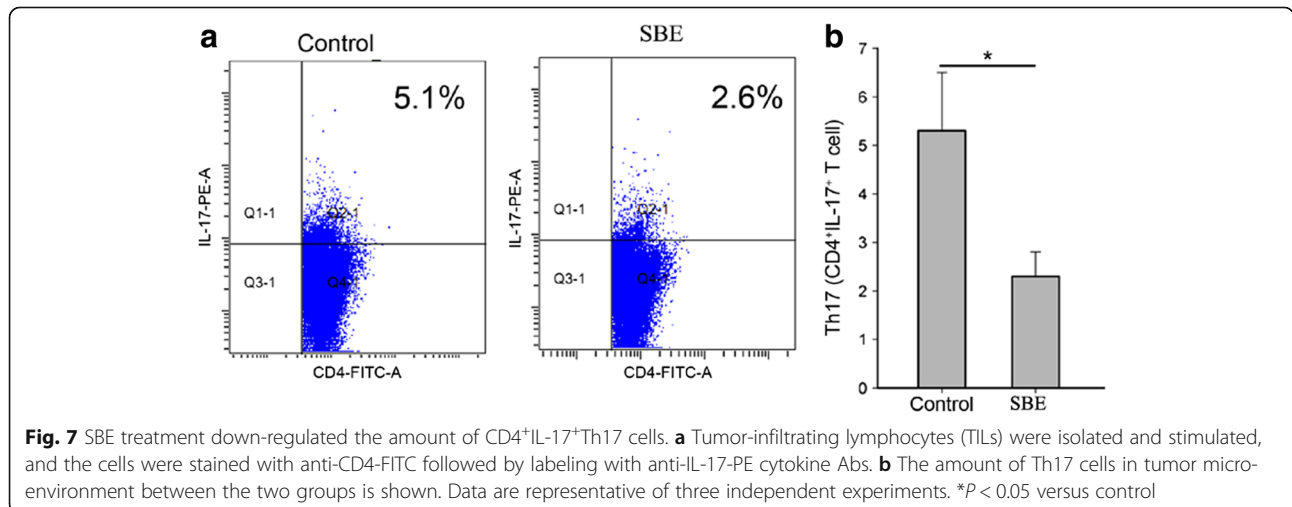 a
Control
5.1%
IL-17-PE-A
Q1-1
Q2-1
Q3-1
Q4-1
CD4-FITC-A
SBE
2.6%
IL-17-PE-A
Q1-1
Q2-1
Q3-1
Q4-1
CD4-FITC-A
b
*
Th17 (CD4+IL-17+ T cell)
7
6
5
4
3
2
1
0
Control SBE
Fig. 7 SBE treatment down-regulated the amount of CD4+IL-17+Th17 cells. a Tumor-infiltrating lymphocytes (TILs) were isolated and stimulated,
and the cells were stained with anti-CD4-FITC followed by labeling with anti-IL-17-PE cytokine Abs. b The amount of Th17 cells in tumor micro-
environment between the two groups is shown. Data are representative of three independent experiments. *P < 0.05 versus control